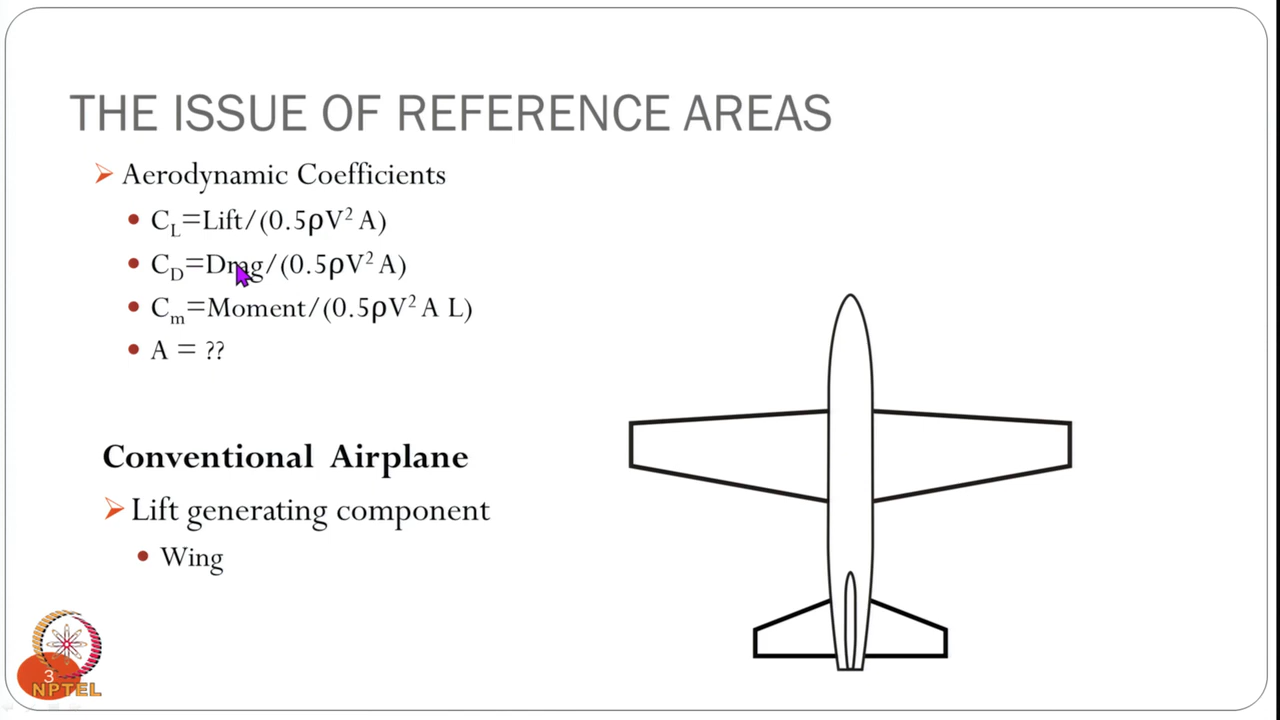 THE ISSUE OF REFERENCE AREAS
Aerodynamic Coefficients
C_L=Lift/(0.5ρV² A)
C_D=Drag/(0.5ρV² A)
C_m=Moment/(0.5ρV² A L)
A = ??
Conventional Airplane
Lift generating component
Wing
3
NPTEL